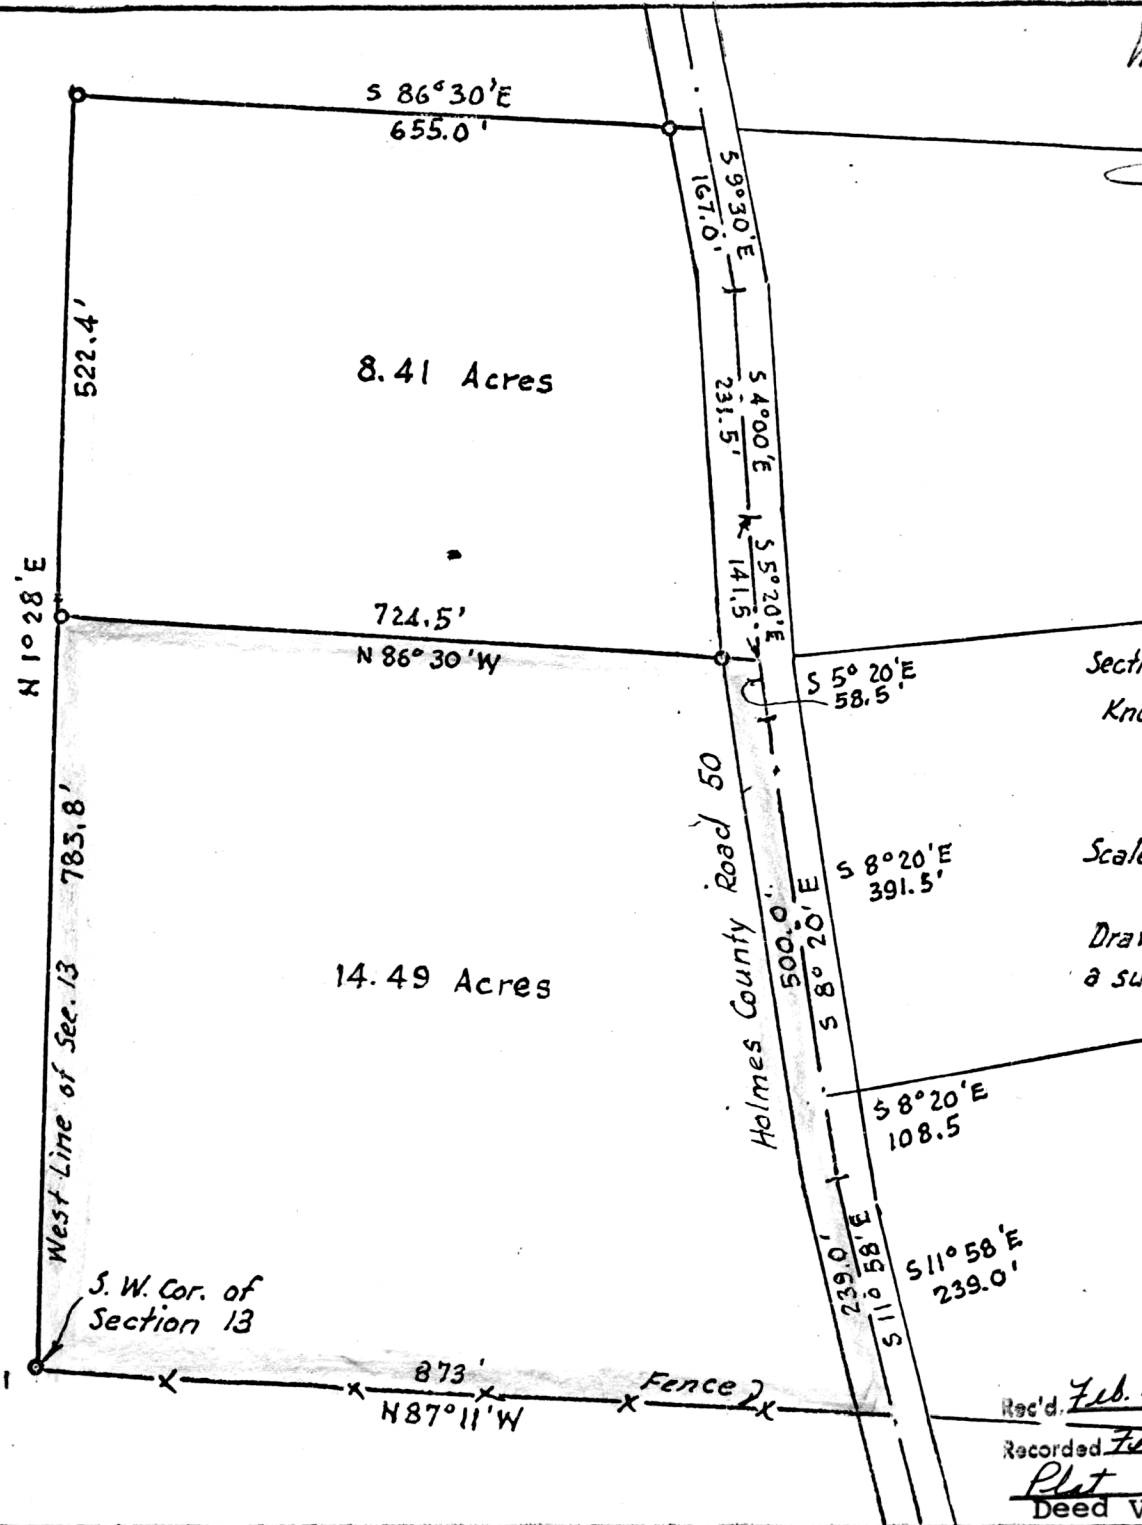 S 86°30'E
655.0'
S 9°30'E
167.0'
522.4'
8.41 Acres
S 4°00'E
231.5'
S 5°20'E
141.5'
N 1°28'E
724.5'
N 86°30'W
S 5°20'E
58.5'
783.8'
Holmes County Road 50
S 8°20'E
391.5'
500.0'
S 8°20'E
14.49 Acres
West Line of Sec. 13
S 8°20'E
108.5
S 11°58'E
239.0'
S 11°58'E
239.0'
S.W. Cor. of
Section 13
873'
Fence
N 87°11'W
Rec'd. Feb.
Recorded
Plat
Deed V